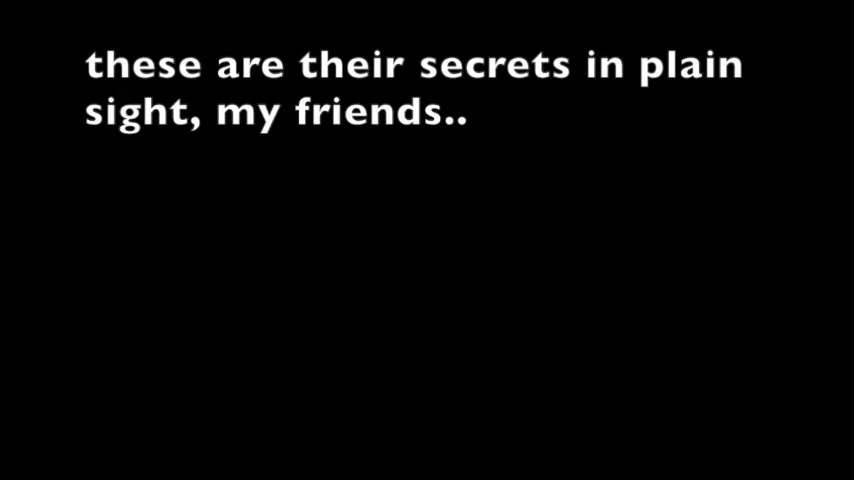 these are their secrets in plain
sight, my friends..